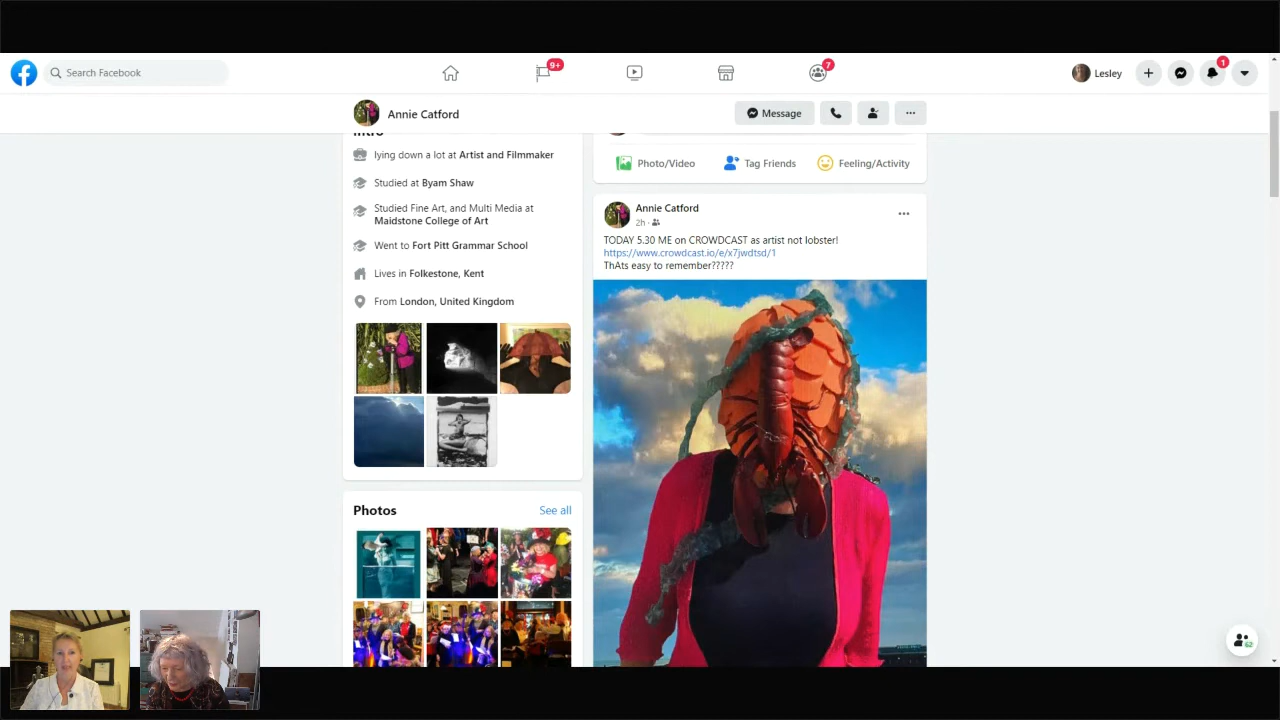 Search Facebook
9+
7
Lesley
1
Annie Catford
Message
Intro
lying down a lot at Artist and Filmmaker
Studied at Byam Shaw
Studied Fine Art, and Multi Media at
Maidstone College of Art
Went to Fort Pitt Grammar School
Lives in Folkestone, Kent
From London, United Kingdom
Photos
See all
Photo/Video
Tag Friends
Feeling/Activity
Annie Catford
2h
TODAY 5.30 ME on CROWDCAST as artist not lobster!
https://www.crowdcast.io/e/x7jwdtsd/1
ThAts easy to remember?????